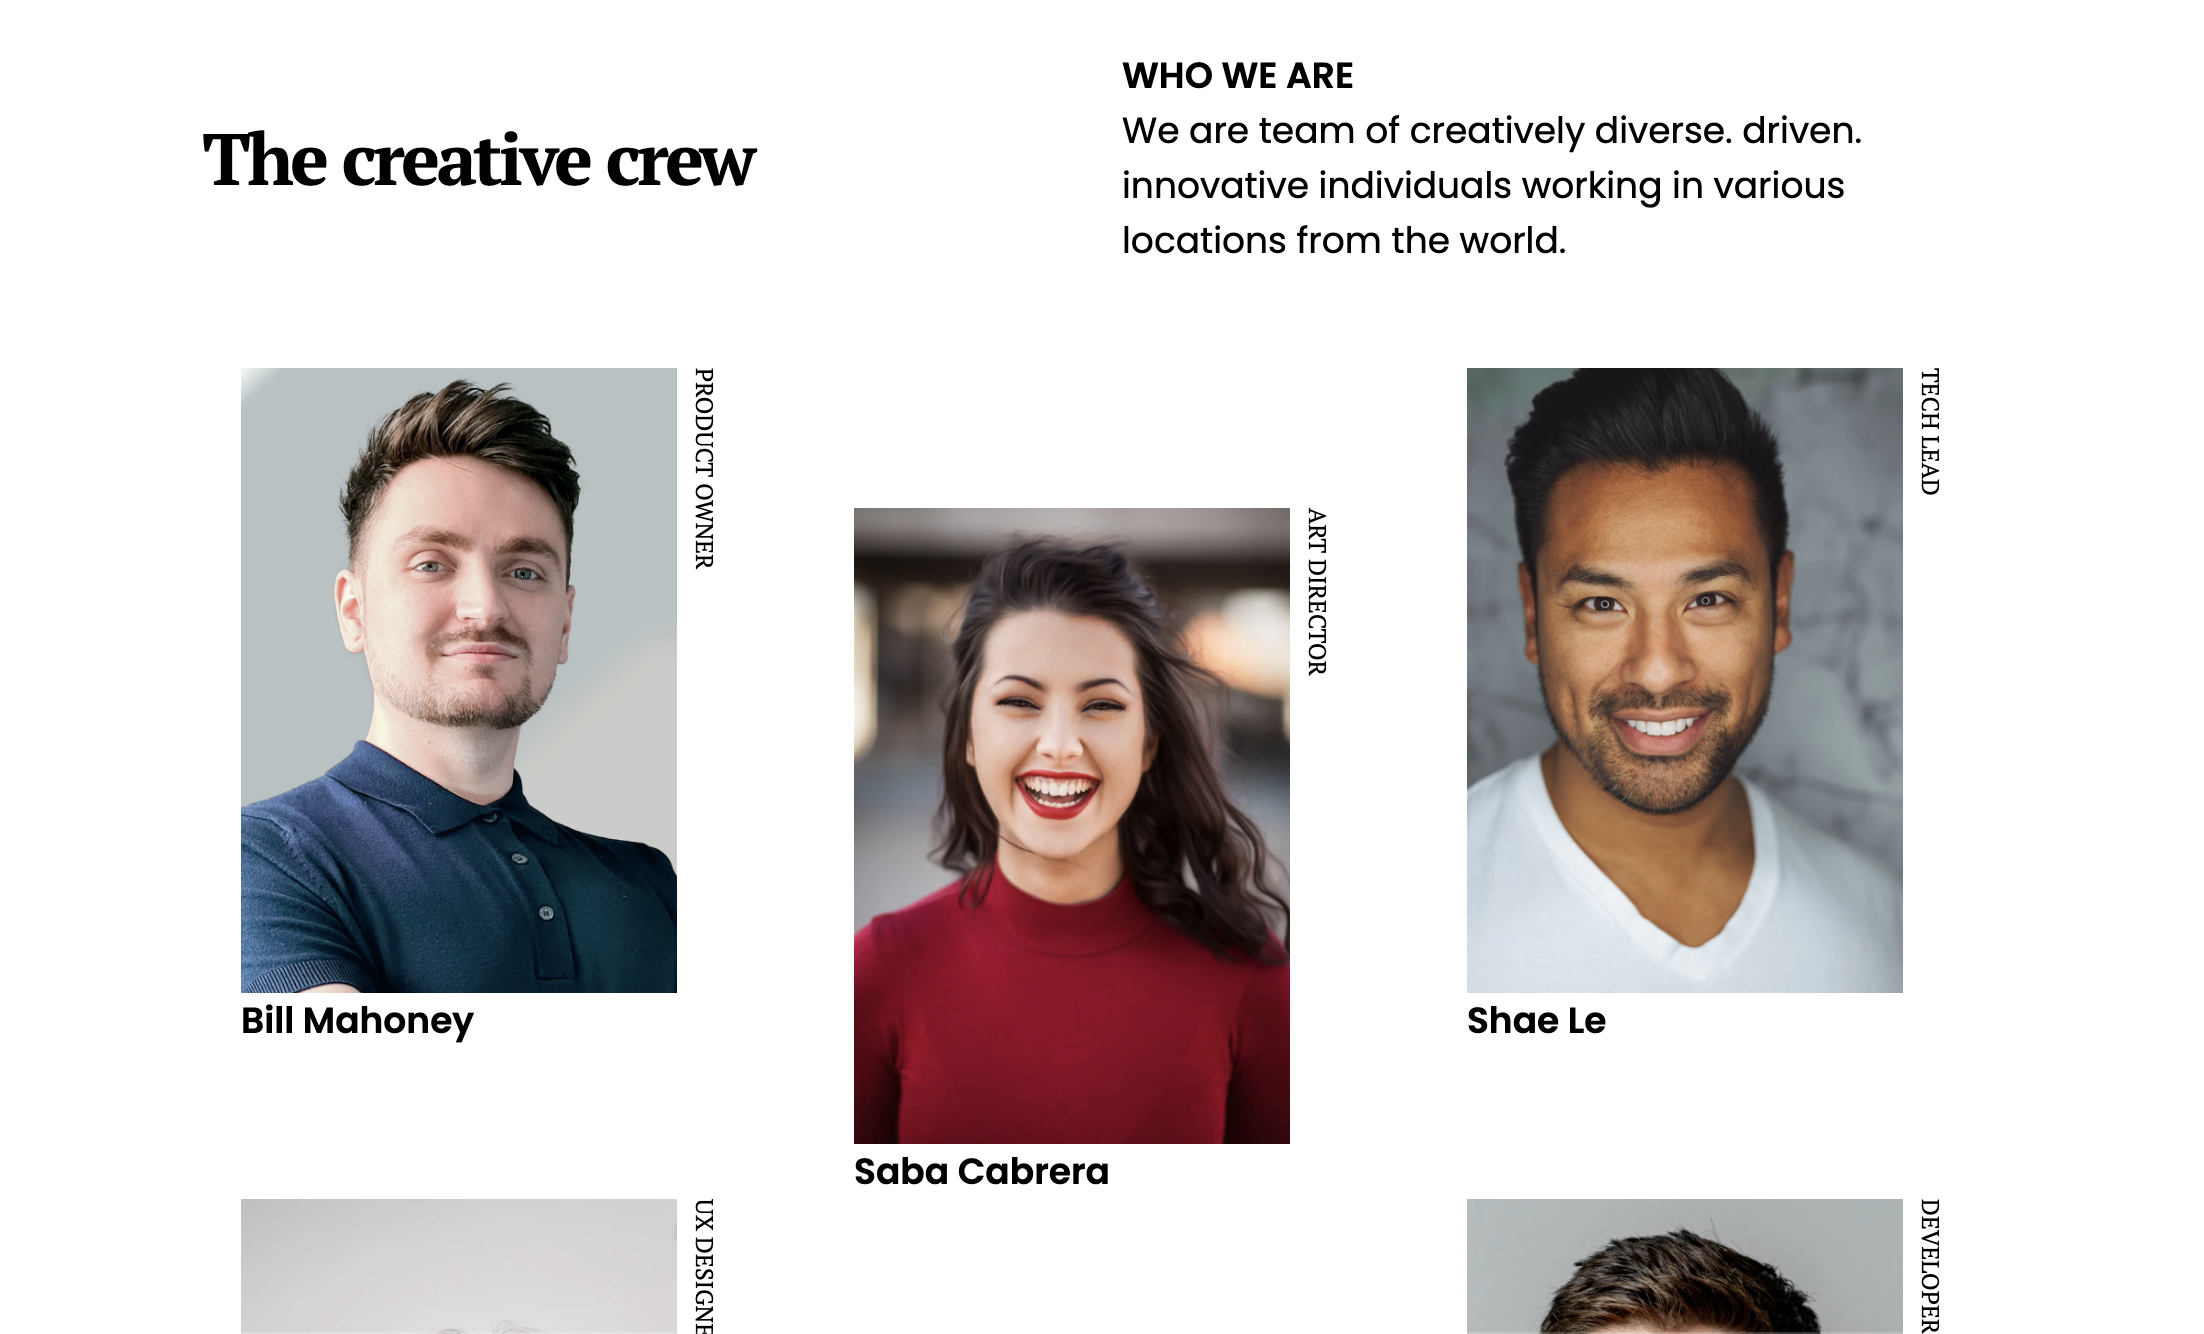 The creative crew
WHO WE ARE
We are team of creatively diverse. driven.
innovative individuals working in various
locations from the world.
PRODUCT OWNER
Bill Mahoney
ART DIRECTOR
Saba Cabrera
TECH LEAD
Shae Le
UX DESIGNE
DEVELOPER